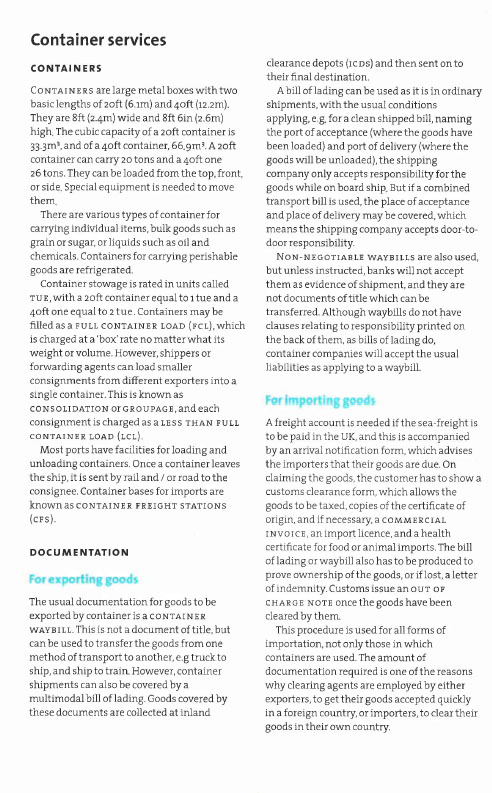 Container services
CONTAINERS
CONTAINERS are large metal boxes with two
basic lengths of 20ft (6.1m) and 40ft (12.2m).
They are 8ft (2.4m) wide and 8ft 6in (2.6m)
high. The cubic capacity of a 20ft container is
33.3m³, and of a 40ft container, 66,9m³. A 20ft
container can carry 20 tons and a 40ft one
26 tons. They can be loaded from the top, front,
or side. Special equipment is needed to move
them.
There are various types of container for
carrying individual items, bulk goods such as
grain or sugar, or liquids such as oil and
chemicals. Containers for carrying perishable
goods are refrigerated.
Container stowage is rated in units called
TUE, with a 20ft container equal to 1 tue and a
40ft one equal to 2 tue. Containers may be
filled as a FULL CONTAINER LOAD (FCL), which
is charged at a 'box' rate no matter what its
weight or volume. However, shippers or
forwarding agents can load smaller
consignments from different exporters into a
single container. This is known as
CONSOLIDATION or GROUPAGE, and each
consignment is charged as a LESS THAN FULL
CONTAINER LOAD (LCL).
Most ports have facilities for loading and
unloading containers. Once a container leaves
the ship, it is sent by rail and / or road to the
consignee. Container bases for imports are
known as CONTAINER FREIGHT STATIONS
(CFS).
DOCUMENTATION
For exporting goods
The usual documentation for goods to be
exported by container is a CONTAINER
WAYBILL. This is not a document of title, but
can be used to transfer the goods from one
method of transport to another, e.g truck to
ship, and ship to train. However, container
shipments can also be covered by a
multimodal bill of lading. Goods covered by
these documents are collected at inland
clearance depots (ICDs) and then sent on to
their final destination.
A bill of lading can be used as it is in ordinary
shipments, with the usual conditions
applying, e.g. for a clean shipped bill, naming
the port of acceptance (where the goods have
been loaded) and port of delivery (where the
goods will be unloaded), the shipping
company only accepts responsibility for the
goods while on board ship. But if a combined
transport bill is used, the place of acceptance
and place of delivery may be covered, which
means the shipping company accepts door-to-
door responsibility.
NON-NEGOTIABLE WAYBILLS are also used,
but unless instructed, banks will not accept
them as evidence of shipment, and they are
not documents of title which can be
transferred. Although waybills do not have
clauses relating to responsibility printed on
the back of them, as bills of lading do,
container companies will accept the usual
liabilities as applying to a waybill.
For importing goods
A freight account is needed if the sea-freight is
to be paid in the UK, and this is accompanied
by an arrival notification form, which advises
the importers that their goods are due. On
claiming the goods, the customer has to show a
customs clearance form, which allows the
goods to be taxed, copies of the certificate of
origin, and if necessary, a COMMERCIAL
INVOICE, an import licence, and a health
certificate for food or animal imports. The bill
of lading or waybill also has to be produced to
prove ownership of the goods, or if lost, a letter
of indemnity. Customs issue an OUT OF
CHARGE NOTE once the goods have been
cleared by them.
This procedure is used for all forms of
importation, not only those in which
containers are used. The amount of
documentation required is one of the reasons
why clearing agents are employed by either
exporters, to get their goods accepted quickly
in a foreign country, or importers, to clear their
goods in their own country.